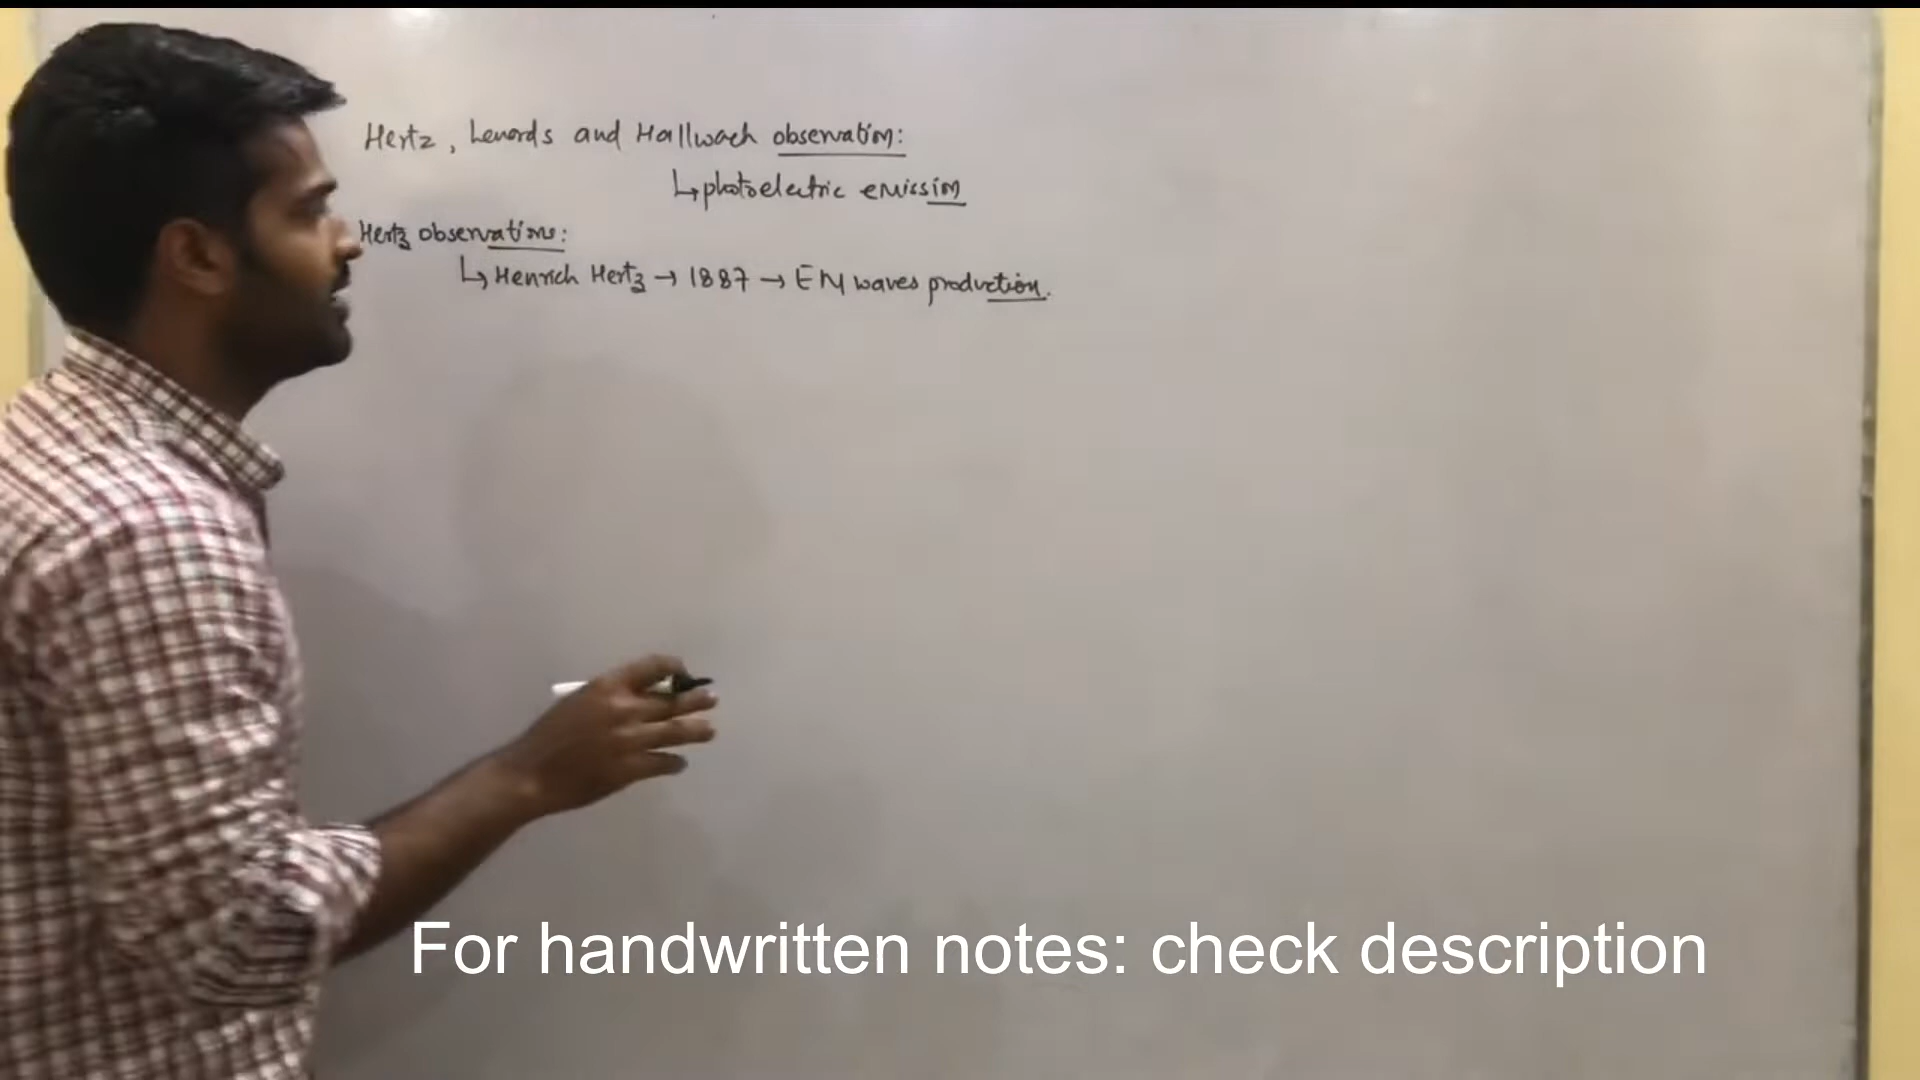 Hertz, Lenords and Hallwach observation:
↳ photoelectric emission
Hertz observations:
↳ Henrich Hertz → 1887 → EM waves production.
For handwritten notes: check description